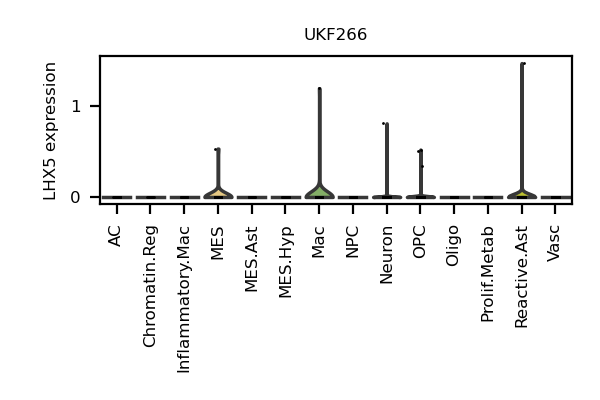 UKF266
LHX5 expression
1
0
AC
Chromatin.Reg
Inflammatory.Mac
MES
MES.Ast
MES.Hyp
Mac
NPC
Neuron
OPC
Oligo
Prolif.Metab
Reactive.Ast
Vasc